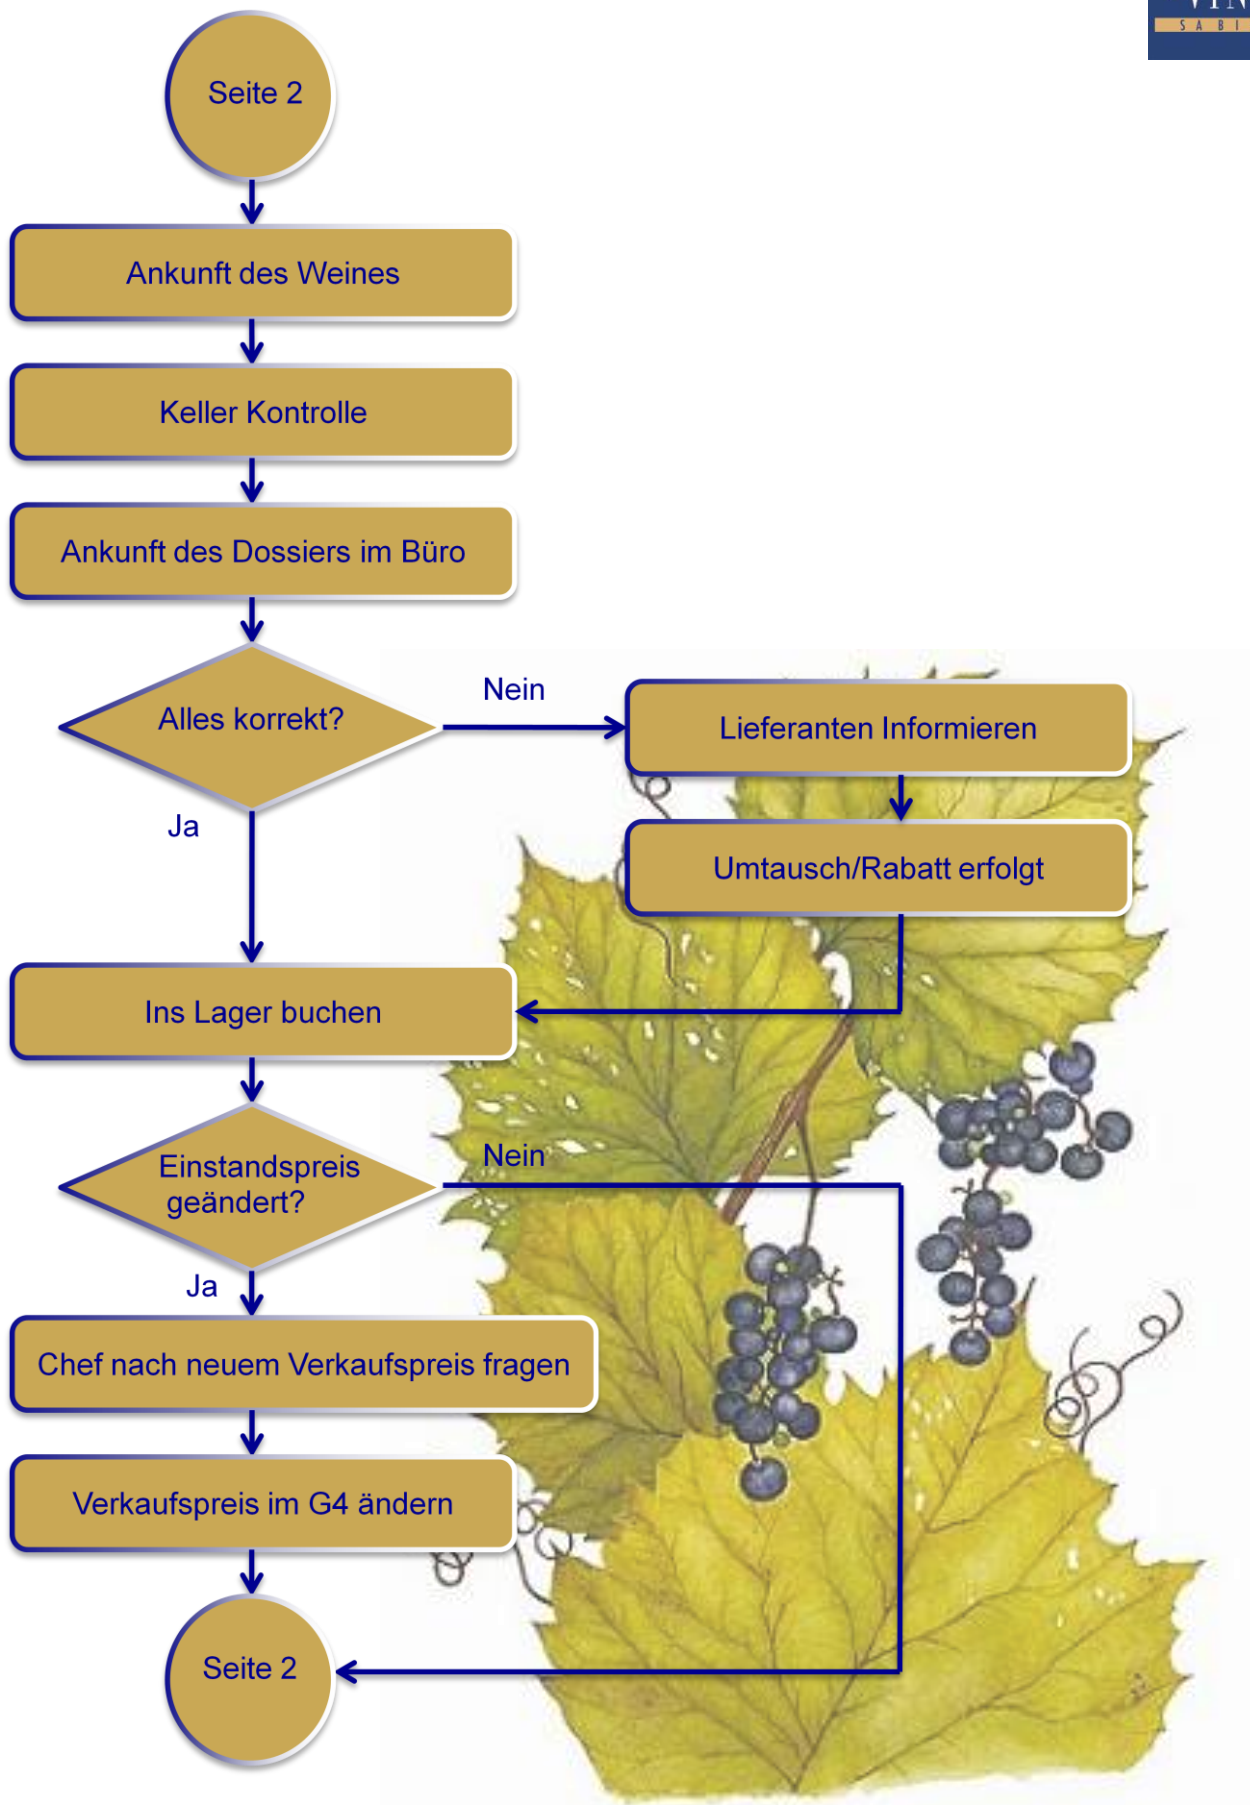 SABI
Seite 2
Ankunft des Weines
Keller Kontrolle
Ankunft des Dossiers im Büro
Alles korrekt?
Nein
Lieferanten Informieren
Ja
Umtausch/Rabatt erfolgt
Ins Lager buchen
Einstandspreis
geändert?
Nein
Ja
Chef nach neuem Verkaufspreis fragen
Verkaufspreis im G4 ändern
Seite 2